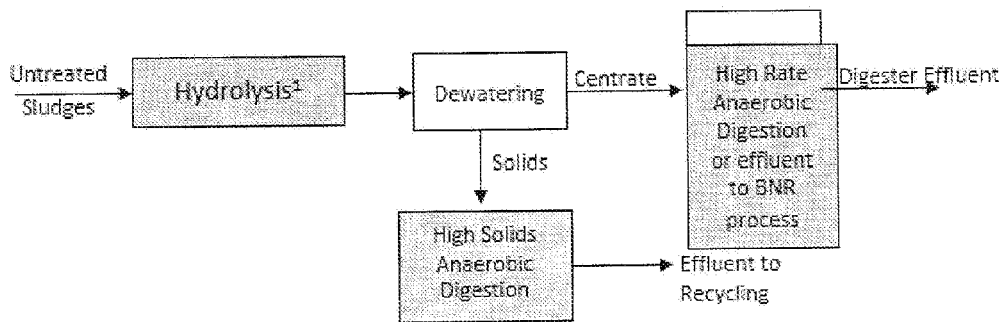 Untreated
Sludges
Hydrolysis¹
Dewatering
Centrate
High Rate
Anaerobic
Digestion
or effluent
to BNR
process
Digester Effluent
Solids
High Solids
Anaerobic
Digestion
Effluent to
Recycling